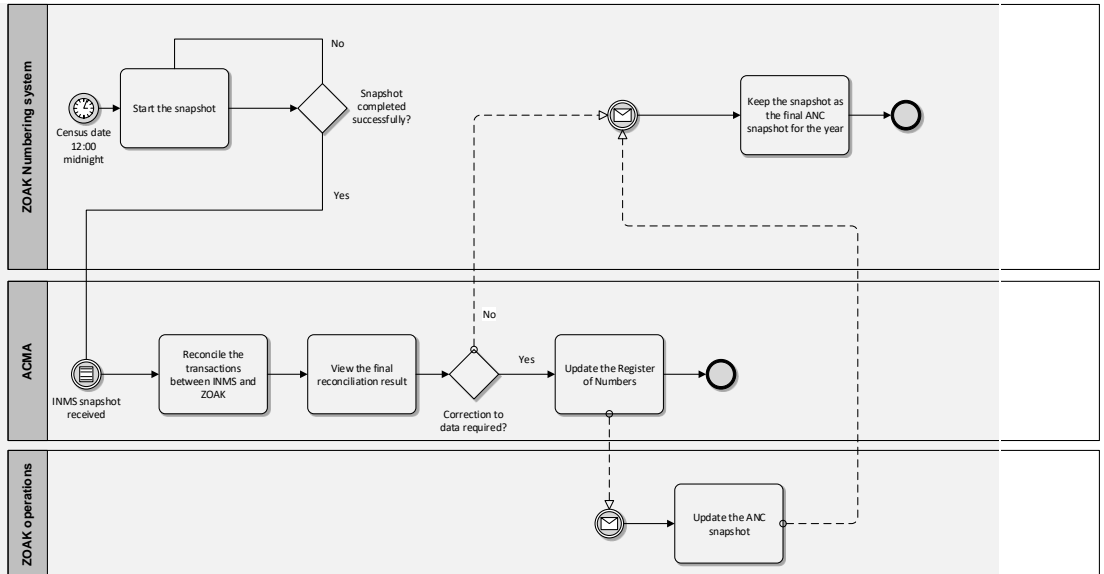 ZOAK Numbering system
No
Start the snapshot
Snapshot
completed
successfully?
Census date
12:00
midnight
Yes
Keep the snapshot as
the final ANC
snapshot for the year
ACMA
No
INMS snapshot
received
Reconcile the
transactions
between INMS and
ZOAK
View the final
reconciliation result
Correction to
data required?
Yes
Update the Register
of Numbers
ZOAK operations
Update the ANC
snapshot